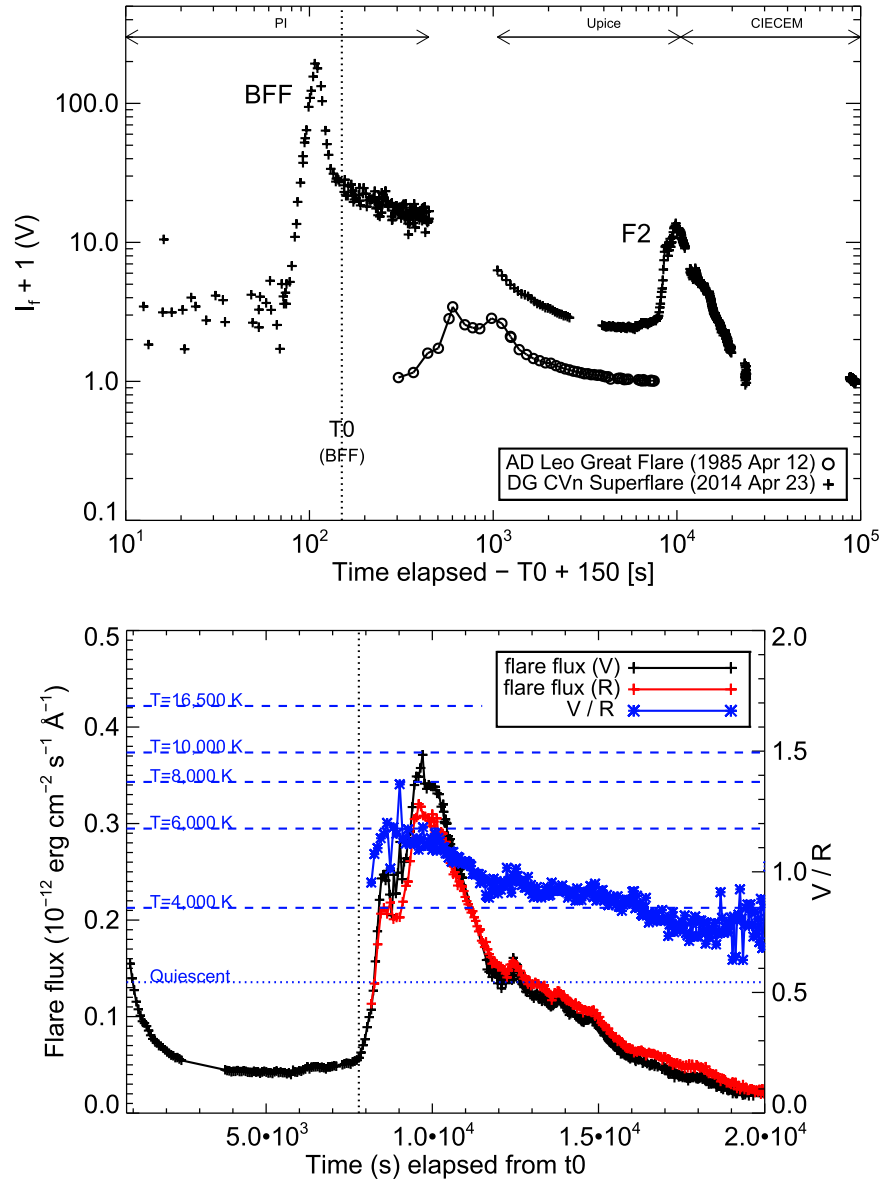 PI Upice CIECEM
BFF
F2
100.0
10.0
1.0
0.1
I_f + 1 (V)
T0
(BFF)
AD Leo Great Flare (1985 Apr 12)
DG CVn Superflare (2014 Apr 23)
10^1 10^2 10^3 10^4 10^5
Time elapsed − T0 + 150 [s]
0.5
0.4
0.3
0.2
0.1
0.0
Flare flux (10^−12 erg cm^−2 s^−1 Å^−1)
flare flux (V)
flare flux (R)
V / R
T=16,500 K
T=10,000 K
T=8,000 K
T=6,000 K
T=4,000 K
Quiescent
2.0
1.5
1.0
0.5
0.0
V / R
5.0•10^3 1.0•10^4 1.5•10^4 2.0•10^4
Time (s) elapsed from t0